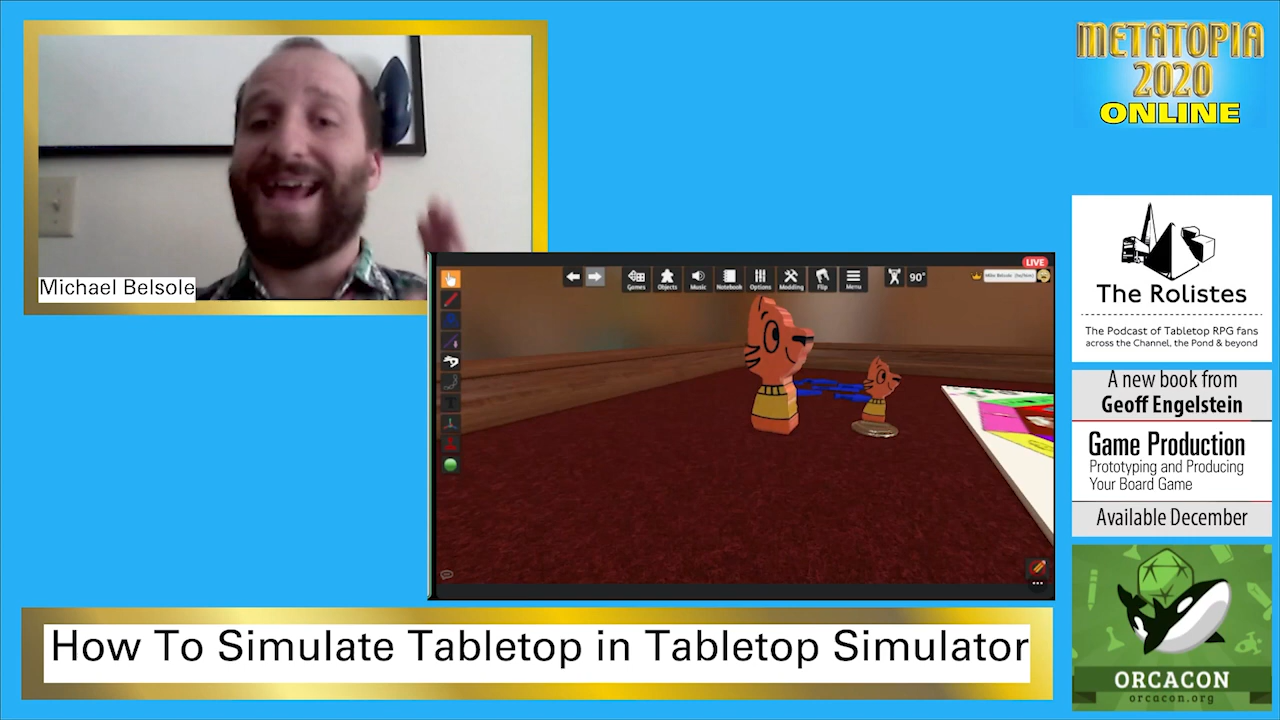 METATOPIA
2020
ONLINE
Michael Belsole
LIVE
Games
Objects
Music
Notebook
Options
Modding
Flip
Menu
90°
The Rolistes
The Podcast of Tabletop RPG fans
across the Channel, the Pond & beyond
A new book from
Geoff Engelstein
Game Production
Prototyping and Producing
Your Board Game
Available December
ORCACON
orcacon.org
How To Simulate Tabletop in Tabletop Simulator